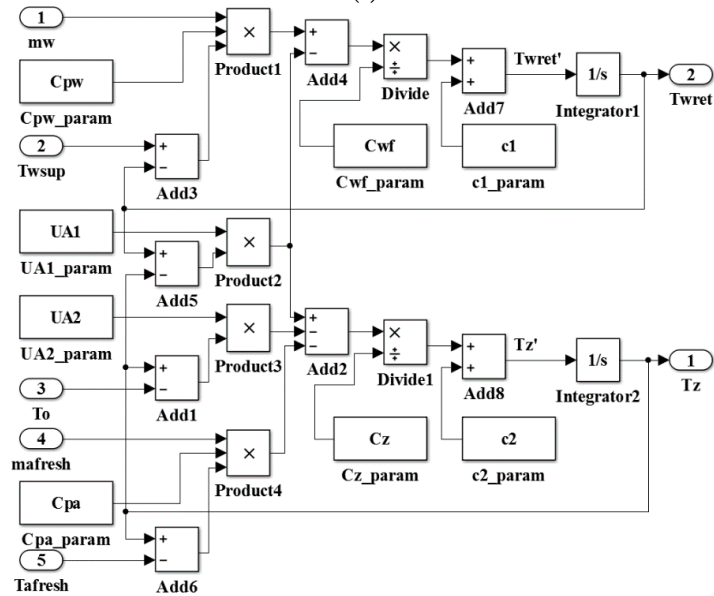 1
mw
Cpw
Cpw_param
2
Twsup
×
Product1
+
−
Add3
+
−
Add4
×
÷
Divide
+
+
Add7
Twret'
1/s
Integrator1
2
Twret
Cwf
Cwf_param
c1
c1_param
UA1
UA1_param
+
−
Add5
×
Product2
UA2
UA2_param
×
Product3
3
To
+
−
Add1
+
−
−
Add2
×
÷
Divide1
+
+
Add8
Tz'
1/s
Integrator2
1
Tz
4
mafresh
Cpa
Cpa_param
×
Product4
Cz
Cz_param
c2
c2_param
5
Tafresh
+
−
Add6